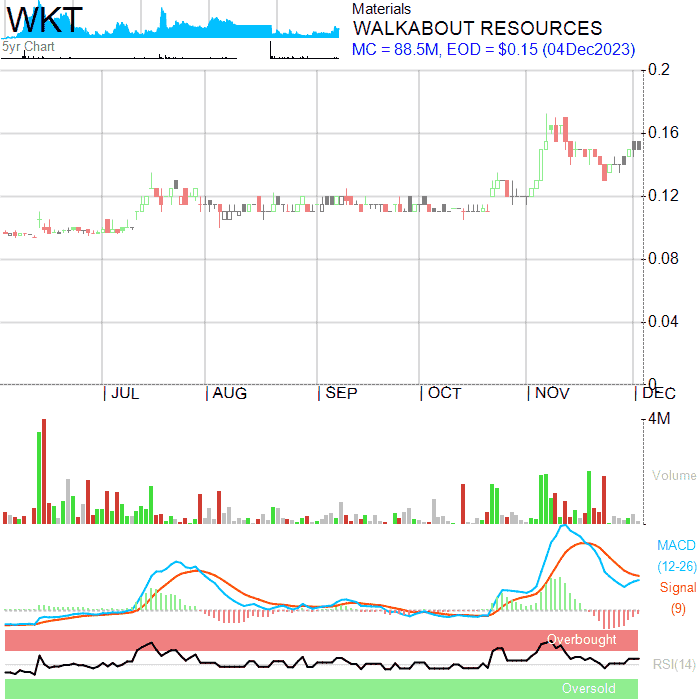 WKT
5yr Chart
Materials
WALKABOUT RESOURCES
MC = 88.5M, EOD = $0.15 (04Dec2023)
0.2
0.16
0.12
0.08
0.04
0
JUL AUG SEP OCT NOV DEC
4M
Volume
MACD
(12-26)
Signal
(9)
Overbought
RSI(14)
Oversold